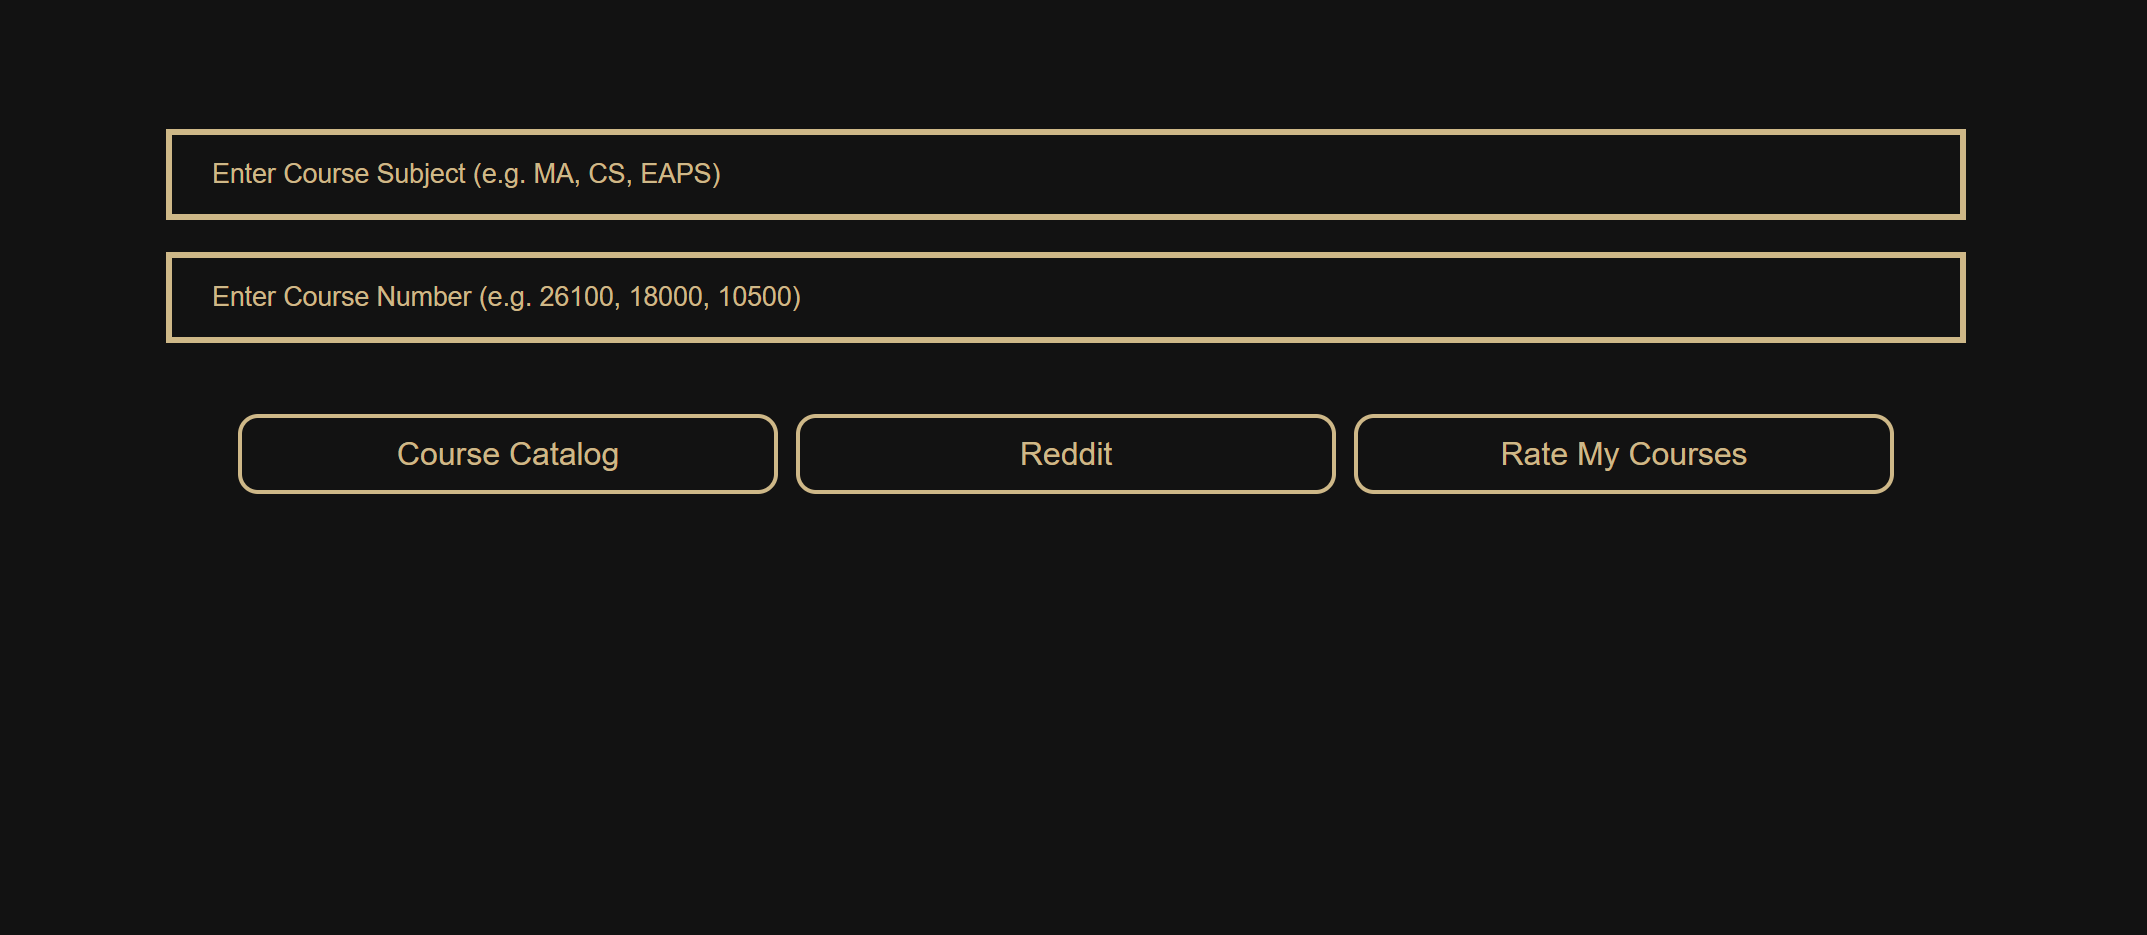 Enter Course Subject (e.g. MA, CS, EAPS)
Enter Course Number (e.g. 26100, 18000, 10500)
Course Catalog
Reddit
Rate My Courses